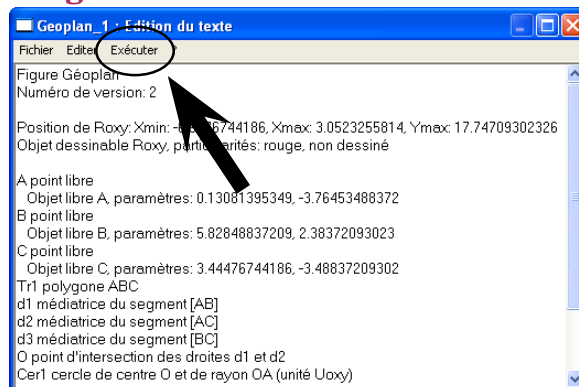 Geoplan_1 : Edition du texte
Fichier Editer Exécuter ?
Figure Géoplan
Numéro de version: 2
Position de Roxy: Xmin: Xmax: 3.0523255814, Ymax: 17.74709302326
Objet dessinable Roxy, particularités: rouge, non dessiné
A point libre
Objet libre A, paramètres: 0.13081395349, -3.76453488372
B point libre
Objet libre B, paramètres: 5.82848837209, 2.38372093023
C point libre
Objet libre C, paramètres: 3.44476744186, -3.48837209302
Tr1 polygone ABC
d1 médiatrice du segment [AB]
d2 médiatrice du segment [AC]
d3 médiatrice du segment [BC]
O point d'intersection des droites d1 et d2
Cer1 cercle de centre O et de rayon OA (unité Uoxy)